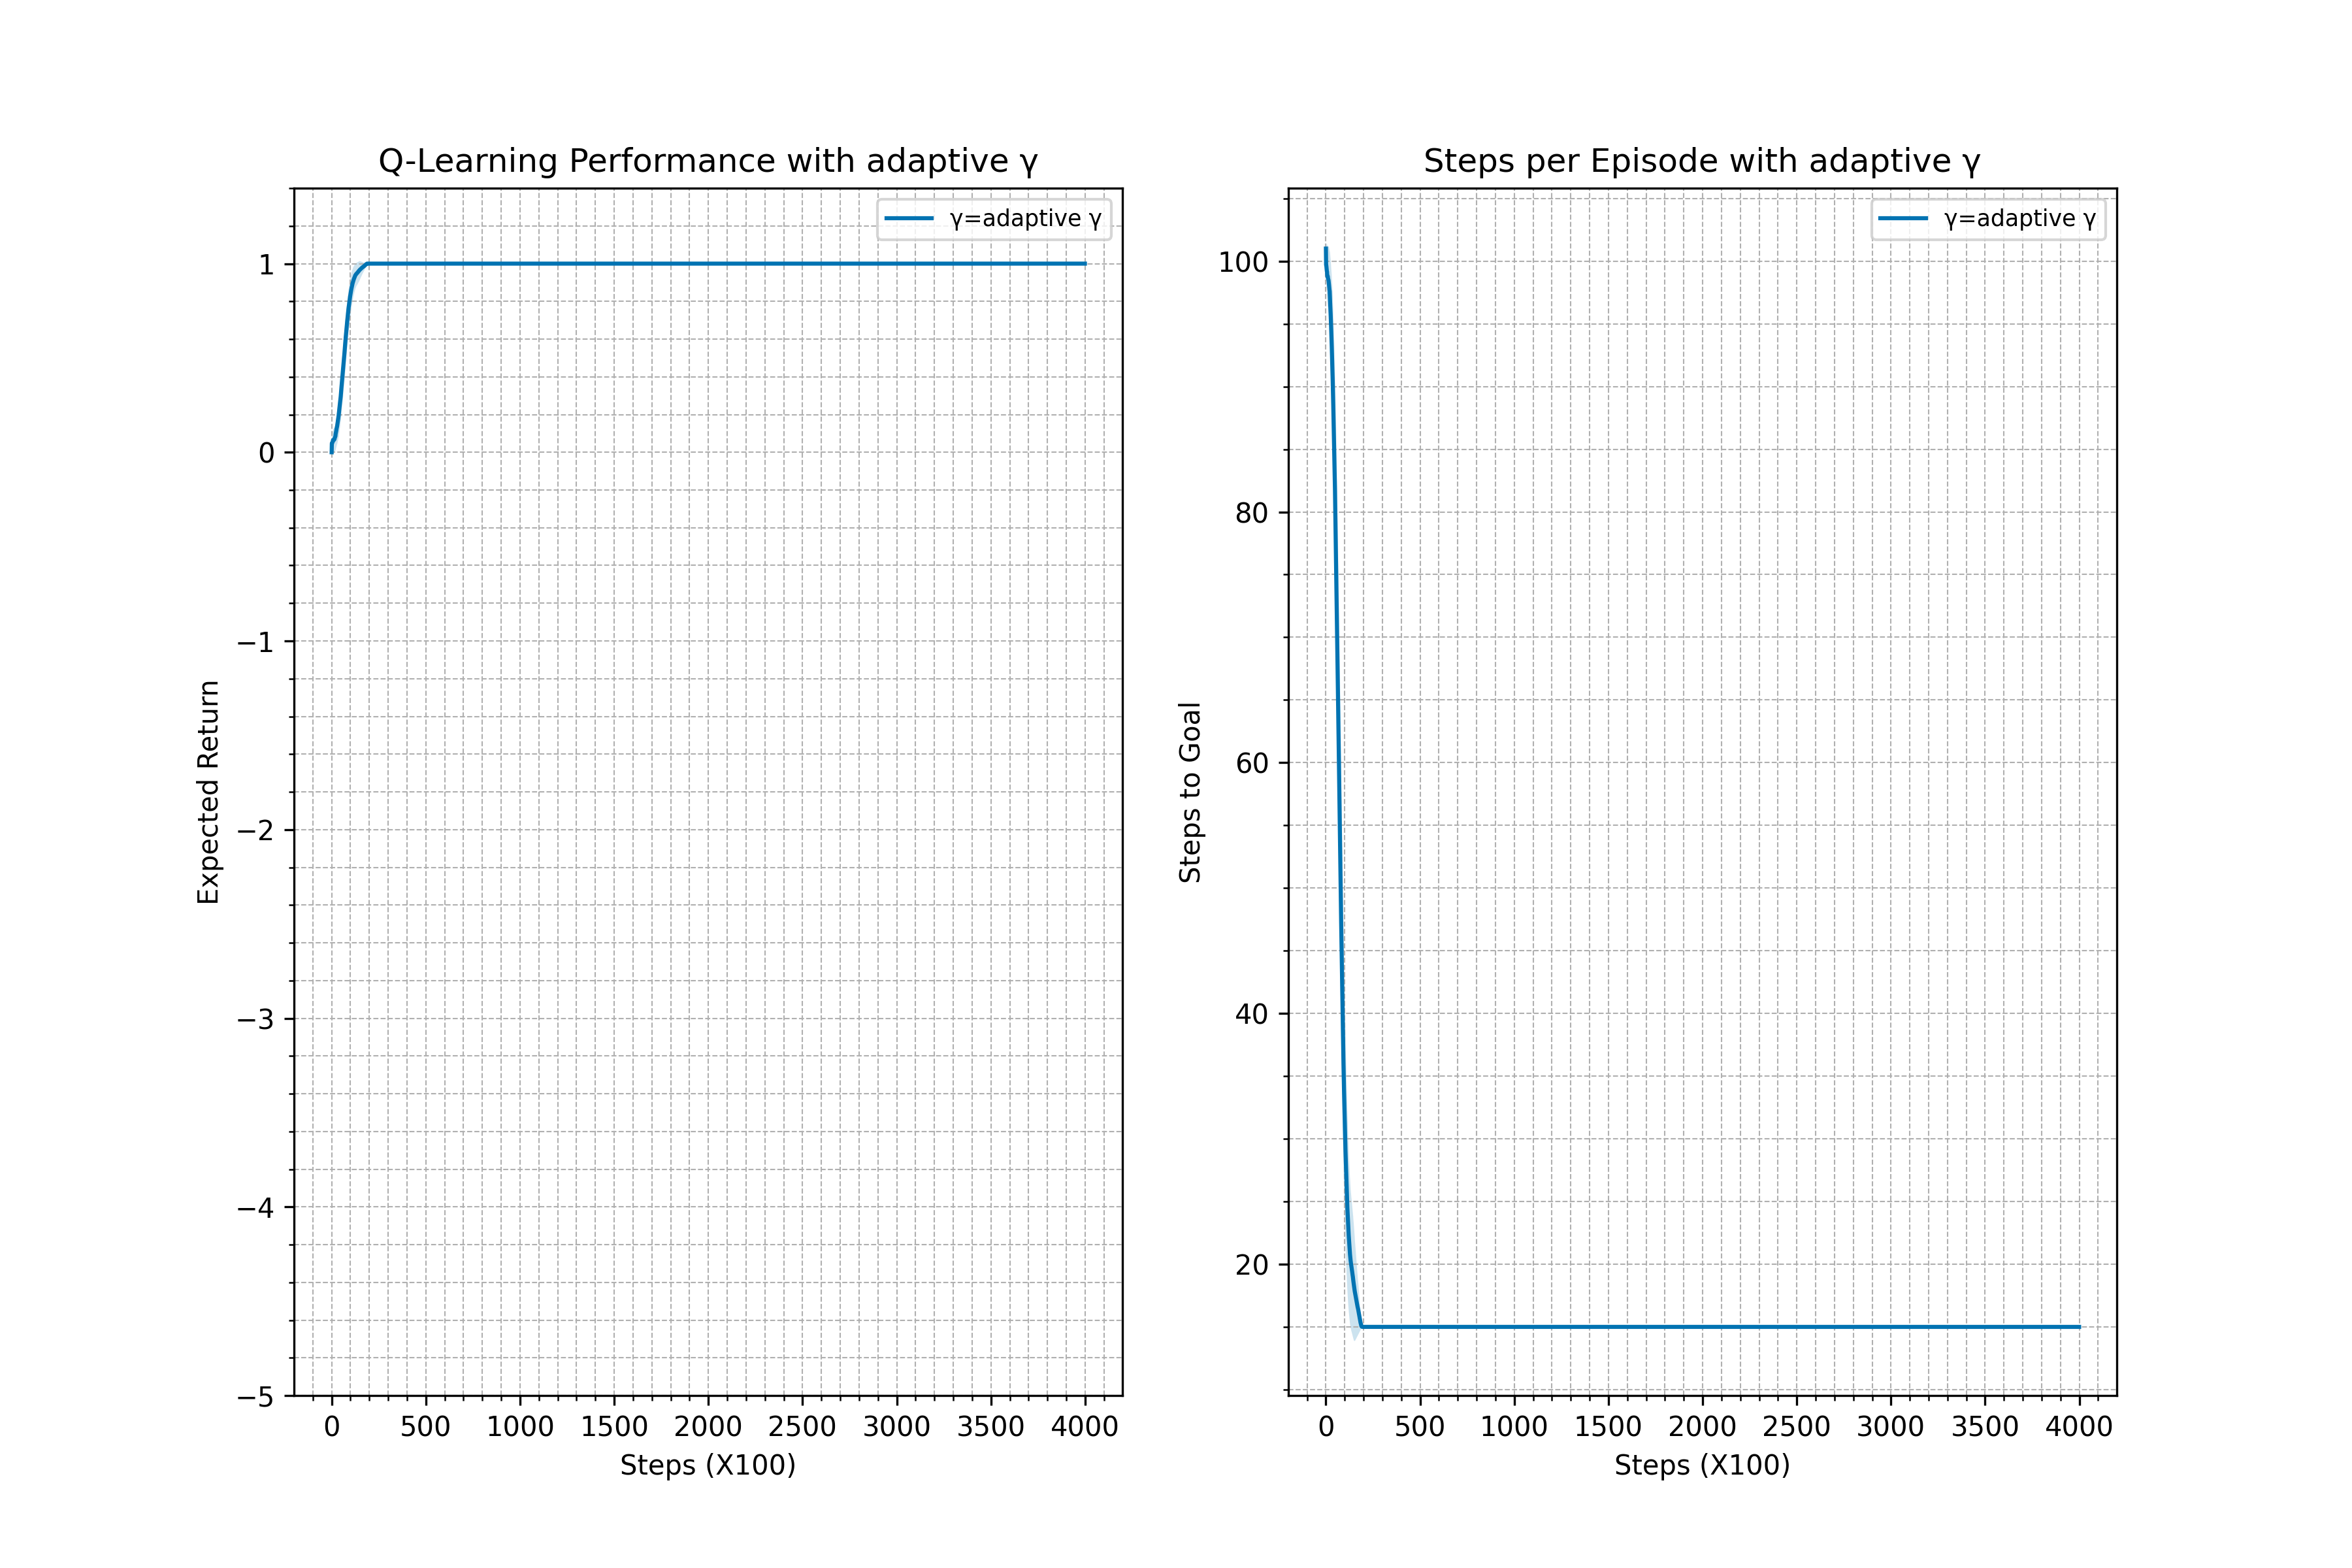 Q-Learning Performance with adaptive γ
γ=adaptive γ
1
0
−1
−2
−3
−4
−5
Expected Return
0 500 1000 1500 2000 2500 3000 3500 4000
Steps (X100)
Steps per Episode with adaptive γ
γ=adaptive γ
100
80
60
40
20
Steps to Goal
0 500 1000 1500 2000 2500 3000 3500 4000
Steps (X100)